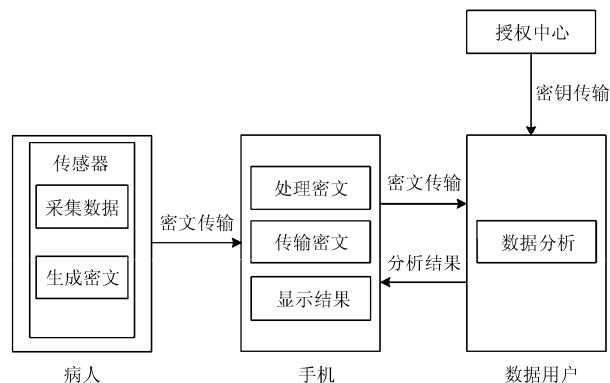 授权中心
密钥传输
传感器
采集数据
生成密文
密文传输
处理密文
传输密文
显示结果
密文传输
分析结果
数据分析
病人
手机
数据用户